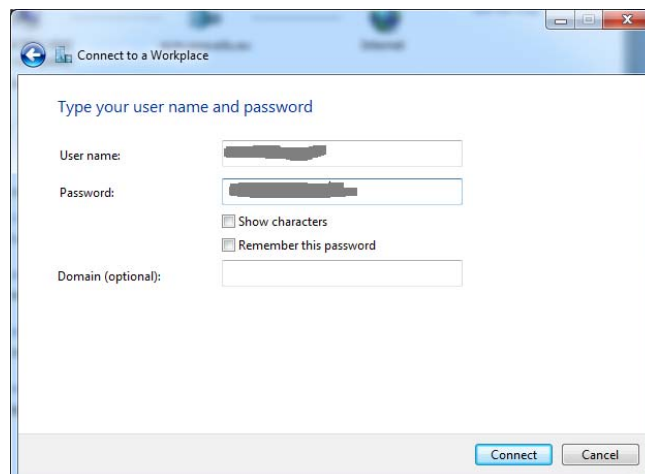 Internet
Connect to a Workplace
Type your user name and password
User name:
Password:
Show characters
Remember this password
Domain (optional):
Connect
Cancel